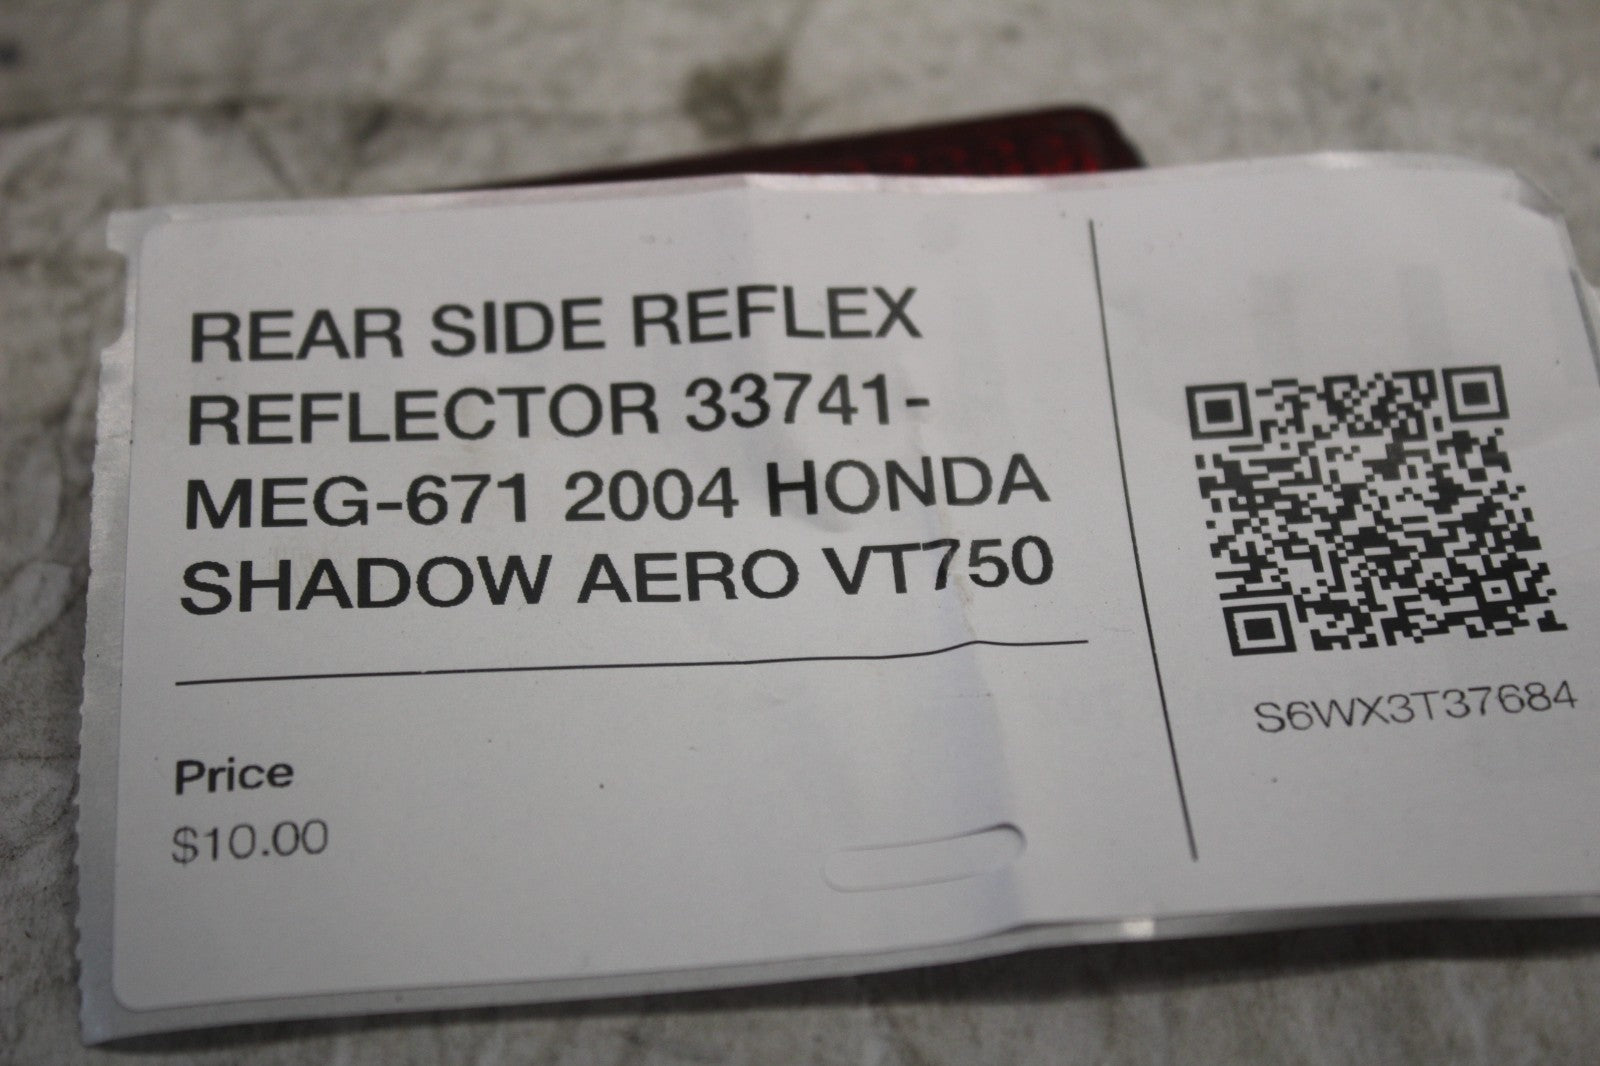 REAR SIDE REFLEX
REFLECTOR 33741-
MEG-671 2004 HONDA
SHADOW AERO VT750
Price
$10.00
S6WX3T37684